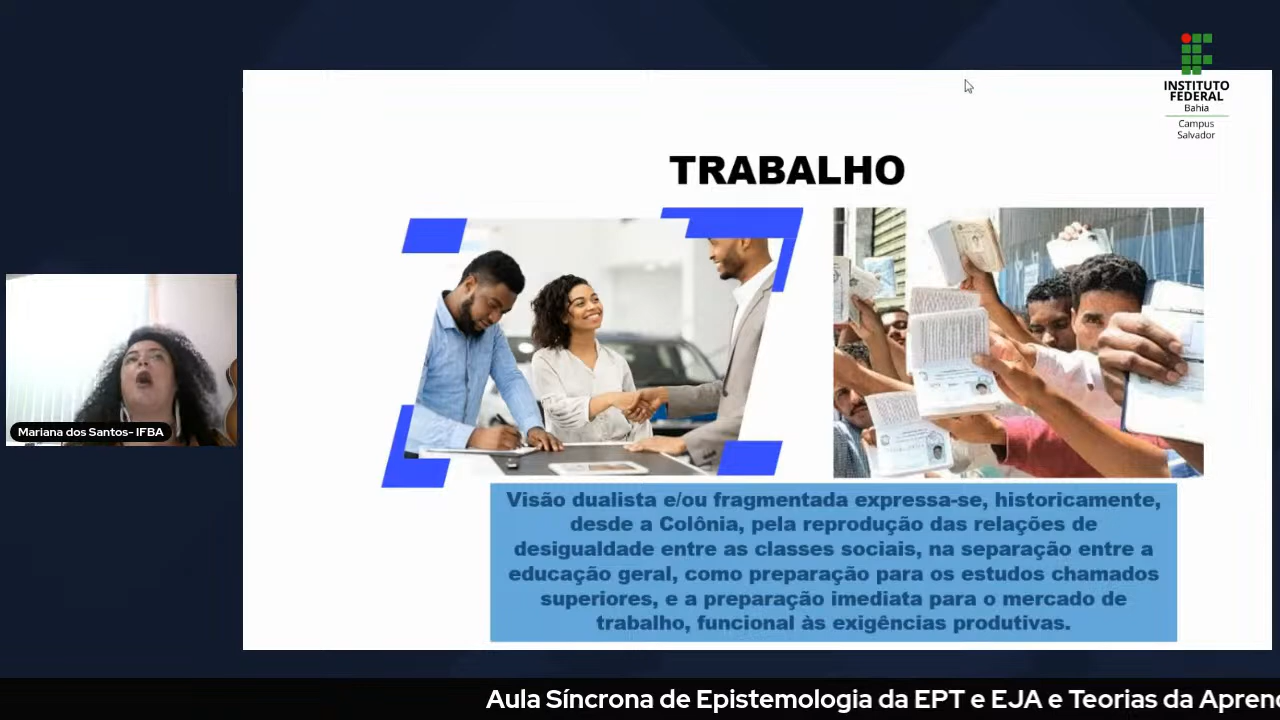 INSTITUTO
FEDERAL
Bahia
Campus
Salvador
TRABALHO
Visão dualista e/ou fragmentada expressa-se, historicamente,
desde a Colônia, pela reprodução das relações de
desigualdade entre as classes sociais, na separação entre a
educação geral, como preparação para os estudos chamados
superiores, e a preparação imediata para o mercado de
trabalho, funcional às exigências produtivas.
Mariana dos Santos- IFBA
Aula Síncrona de Epistemologia da EPT e EJA e Teorias da Apren